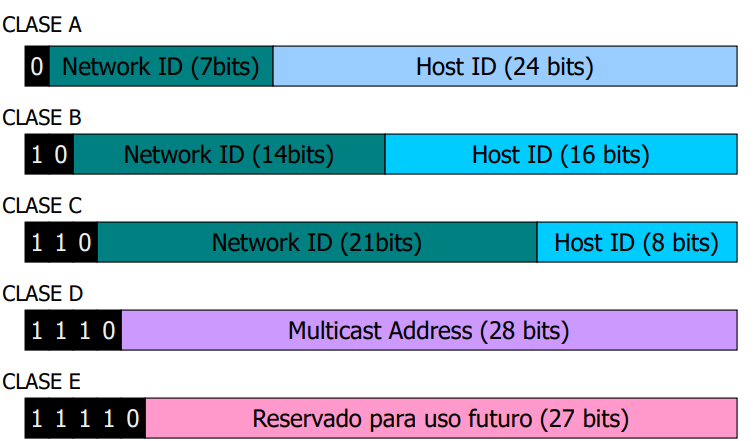 CLASE A
0 Network ID (7bits) Host ID (24 bits)
CLASE B
1 0 Network ID (14bits) Host ID (16 bits)
CLASE C
1 1 0 Network ID (21bits) Host ID (8 bits)
CLASE D
1 1 1 0 Multicast Address (28 bits)
CLASE E
1 1 1 1 0 Reservado para uso futuro (27 bits)